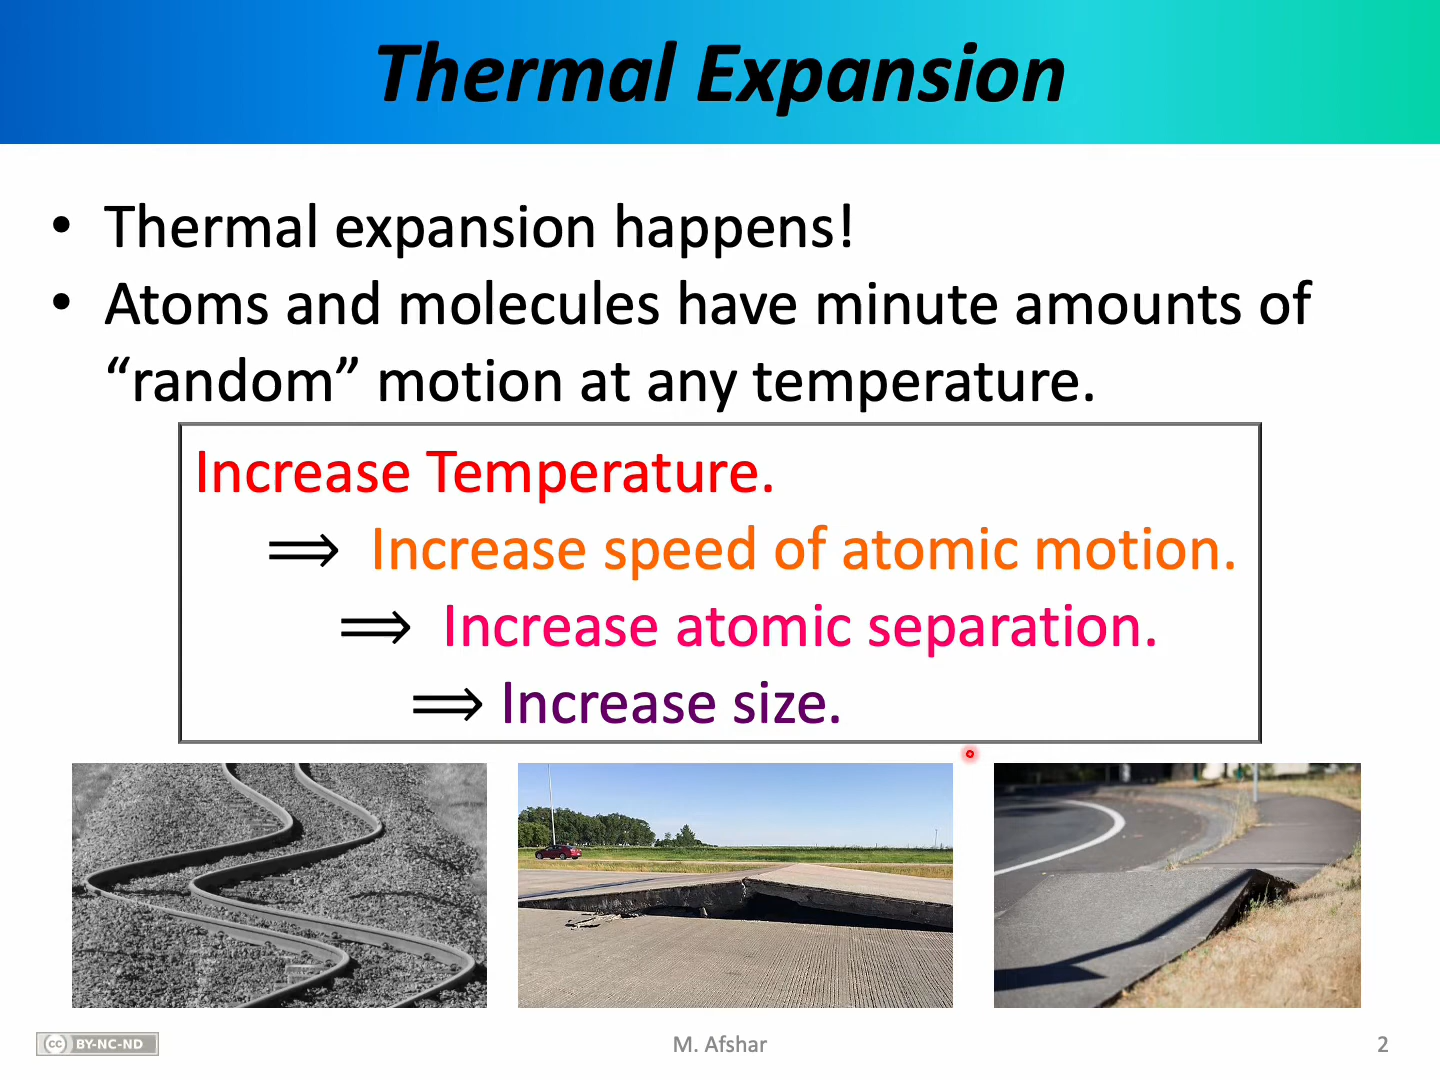 Thermal Expansion
• Thermal expansion happens!
• Atoms and molecules have minute amounts of
“random” motion at any temperature.
Increase Temperature.
⟹ Increase speed of atomic motion.
⟹ Increase atomic separation.
⟹ Increase size.
cc BY-NC-ND
M. Afshar
2